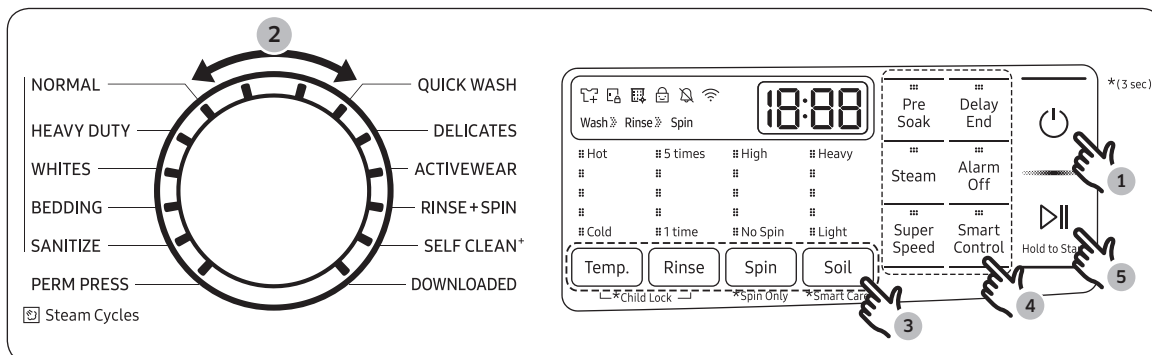 2
NORMAL
HEAVY DUTY
WHITES
BEDDING
SANITIZE
PERM PRESS
Steam Cycles
QUICK WASH
DELICATES
ACTIVEWEAR
RINSE+SPIN
SELF CLEAN+
DOWNLOADED
Wash Rinse Spin
18:88
Hot 5 times High Heavy
Cold 1 time No Spin Light
Temp. Rinse Spin Soil
*Child Lock *Spin Only *Smart Care
3
Pre Soak
Delay End
Steam
Alarm Off
Super Speed
Smart Control
4
*(3 sec)
1
Hold to Start
5